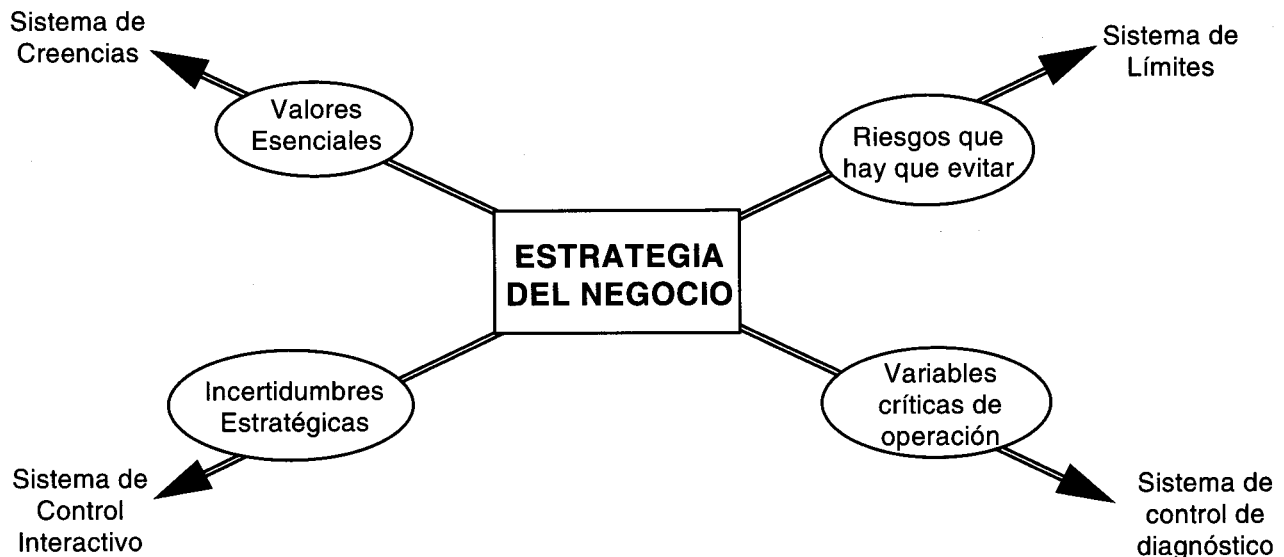 Sistema de
Creencias
Valores
Esenciales
Sistema de
Límites
Riesgos que
hay que evitar
ESTRATEGIA
DEL NEGOCIO
Incertidumbres
Estratégicas
Sistema de
Control
Interactivo
Variables
críticas de
operación
Sistema de
control de
diagnóstico